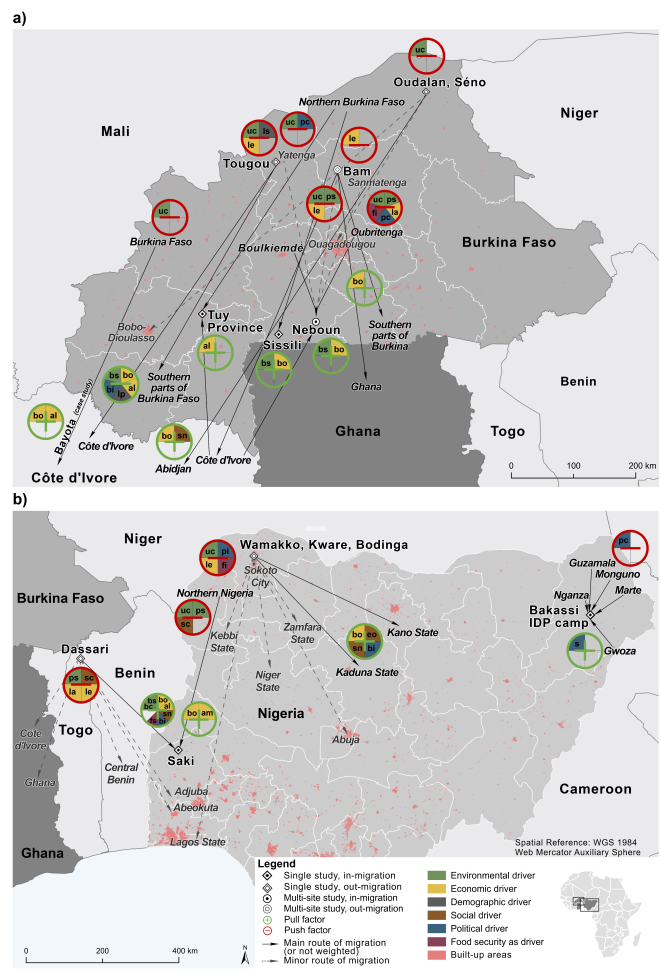 a)
uc
Oudalan, Séno
Northern Burkina Faso
Niger
Mali
uc ls
le
uc pc
le
Yatenga
Tougou
Bam
Sanmatenga
uc
uc ps
le
uc ps
fi la
pc
Burkina Faso
Oubritenga
Boulkiemdé
Ouagadougou
Burkina Faso
bo
Tuy
Province
Neboun
Southern
parts of
Burkina
Bobo-
Dioulasso
Sissili
al
bs bo
bs bo
bs bo
bi al
lp
Southern
parts of
Burkina Faso
Ghana
Benin
bo al
Bayota (case study)
bo sn
Côte d'Ivore
Abidjan
Côte d'Ivore
Ghana
Togo
Côte d'Ivore
0 100 200 km
b)
Niger
uc pi
le fi
Wamakko, Kware, Bodinga
Sokoto
City
pc
Guzamala
Monguno
Marte
Nganza
Northern Nigeria
Burkina Faso
uc ps
sc
Kebbi
State
Zamfara
State
Kano State
Bakassi
IDP camp
bo eo
sn bi
s
Gwoza
Dassari
Kaduna State
Niger
State
Benin
ps sc
la le
bs bo
bc al
sn
fs bi
bo am
Nigeria
Togo
Cote
d'Ivore
Abuja
Saki
Central
Benin
Ghana
Cameroon
Adjuba
Abeokuta
Lagos State
Ghana
Spatial Reference: WGS 1984
Web Mercator Auxiliary Sphere
Legend
Single study, in-migration
Single study, out-migration
Multi-site study, in-migration
Multi-site study, out-migration
Pull factor
Push factor
Main route of migration
(or not weighted)
Minor route of migration
Environmental driver
Economic driver
Demographic driver
Social driver
Political driver
Food security as driver
Built-up areas
0 200 400 km
N